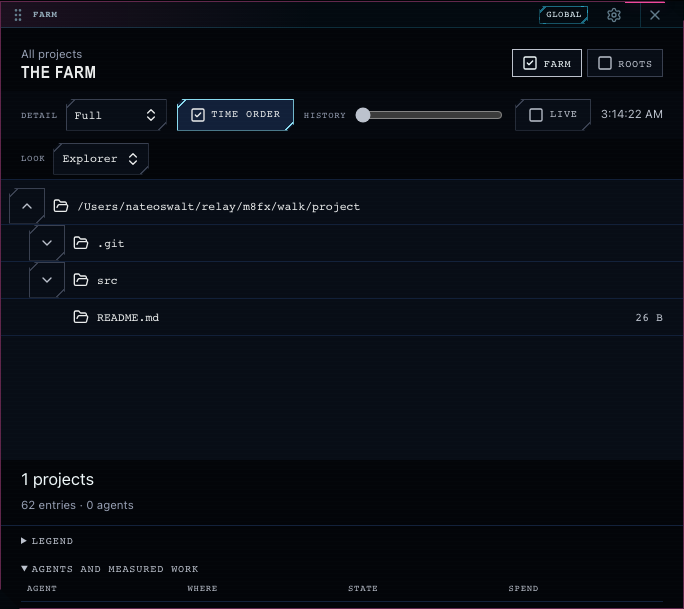 FARM GLOBAL
All projects
THE FARM
FARM ROOTS
DETAIL Full TIME ORDER HISTORY LIVE 3:14:22 AM
LOOK Explorer
/Users/nateoswalt/relay/m8fx/walk/project
.git
src
README.md 26 B
1 projects
62 entries · 0 agents
LEGEND
AGENTS AND MEASURED WORK
AGENT WHERE STATE SPEND